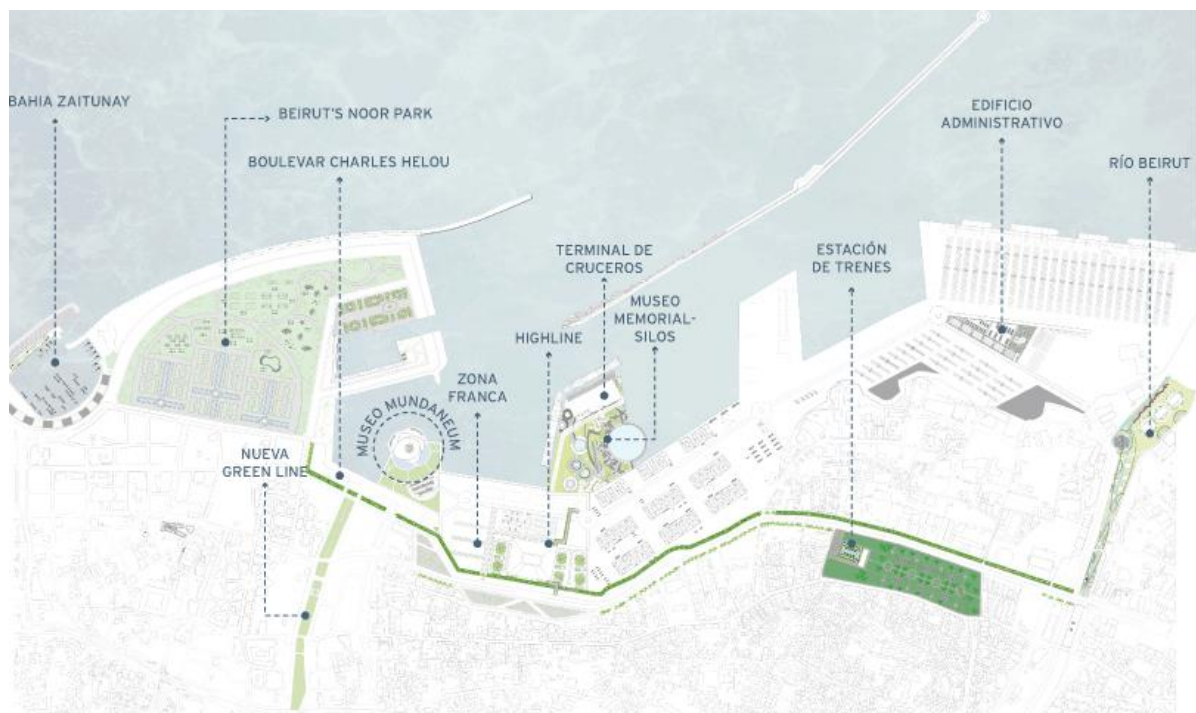 BAHIA ZAITUNAY
BEIRUT'S NOOR PARK
BOULEVAR CHARLES HELOU
EDIFICIO
ADMINISTRATIVO
RÍO BEIRUT
TERMINAL DE
CRUCEROS
ESTACIÓN
DE TRENES
MUSEO
MEMORIAL-
SILOS
HIGHLINE
ZONA
FRANCA
MUSEO MUNDANEUM
NUEVA
GREEN LINE